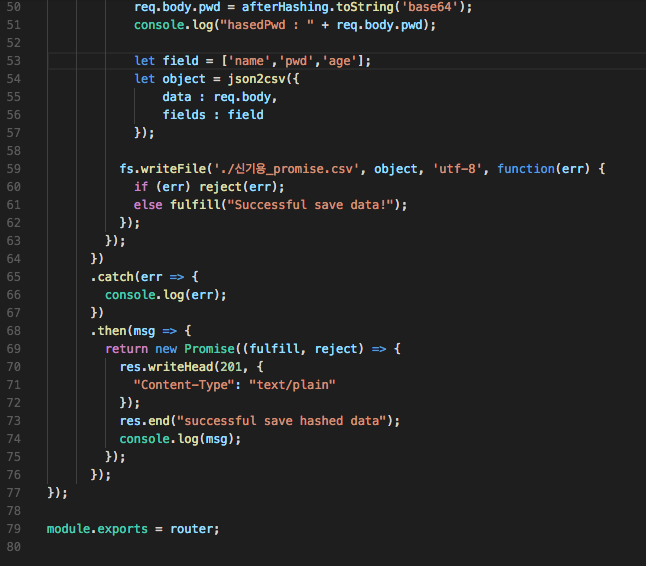 50 req.body.pwd = afterHashing.toString('base64');
51 console.log("hasedPwd : " + req.body.pwd);
52
53 let field = ['name','pwd','age'];
54 let object = json2csv({
55 data : req.body,
56 fields : field
57 });
58
59 fs.writeFile('./신기용_promise.csv', object, 'utf-8', function(err) {
60 if (err) reject(err);
61 else fulfill("Successful save data!");
62 });
63 });
64 })
65 .catch(err => {
66 console.log(err);
67 })
68 .then(msg => {
69 return new Promise((fulfill, reject) => {
70 res.writeHead(201, {
71 "Content-Type": "text/plain"
72 });
73 res.end("successful save hashed data");
74 console.log(msg);
75 });
76 });
77 });
78
79 module.exports = router;
80